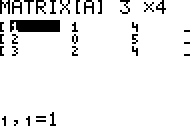 MATRIX[A] 3 ×4
[ 1 1 4 _
[ 2 0 5 _
[ 3 2 4 _
1,1=1